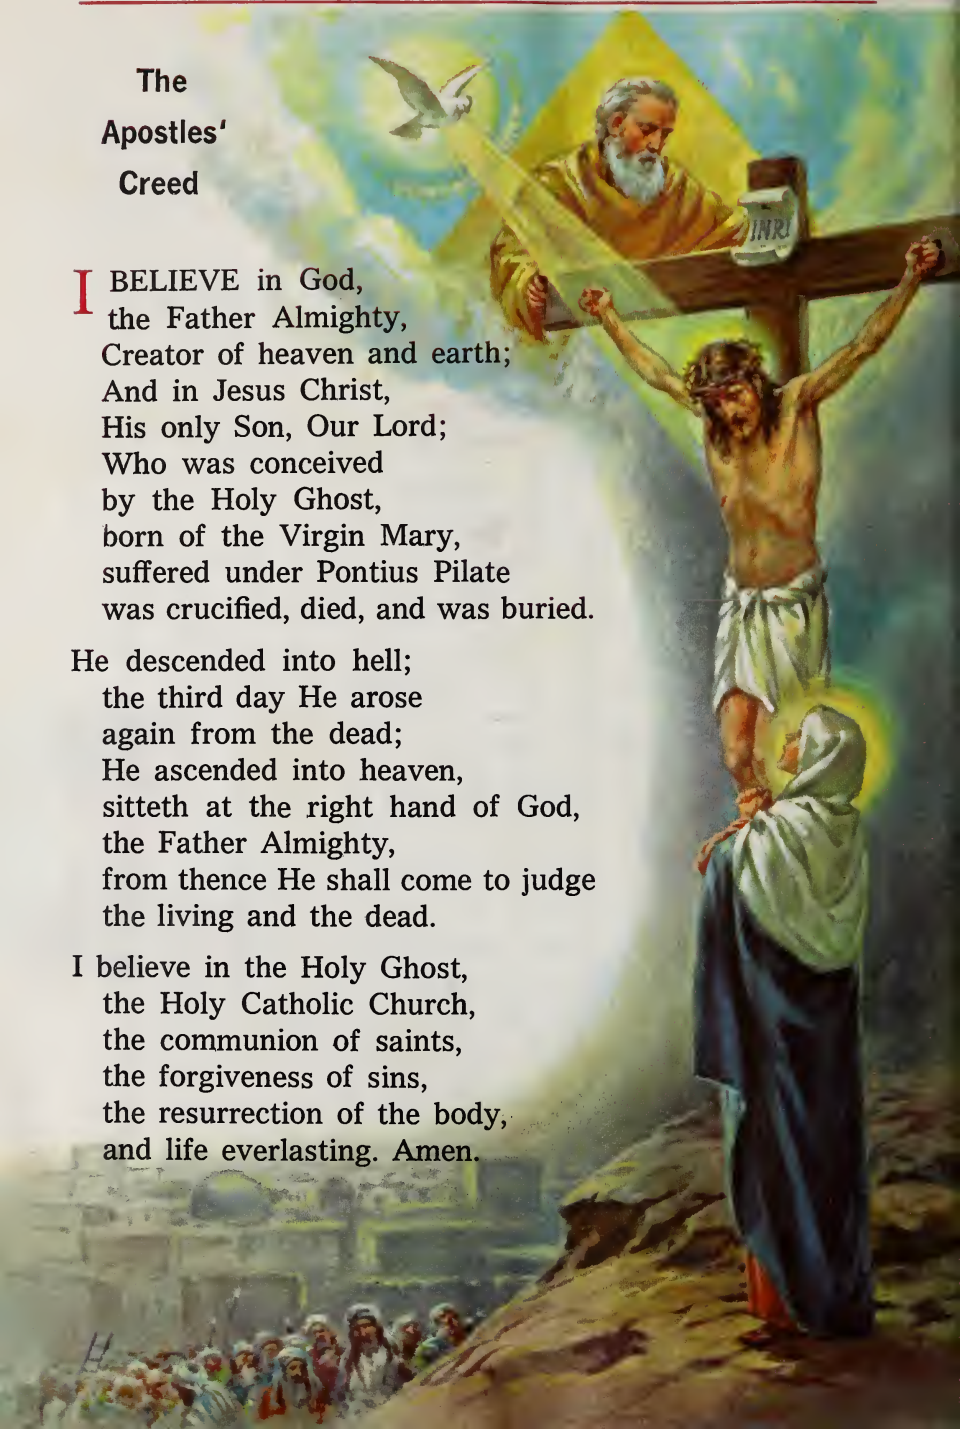 The
Apostles'
Creed
I BELIEVE in God,
the Father Almighty,
Creator of heaven and earth;
And in Jesus Christ,
His only Son, Our Lord;
Who was conceived
by the Holy Ghost,
born of the Virgin Mary,
suffered under Pontius Pilate
was crucified, died, and was buried.
He descended into hell;
the third day He arose
again from the dead;
He ascended into heaven,
sitteth at the right hand of God,
the Father Almighty,
from thence He shall come to judge
the living and the dead.
I believe in the Holy Ghost,
the Holy Catholic Church,
the communion of saints,
the forgiveness of sins,
the resurrection of the body,
and life everlasting. Amen.
INRI